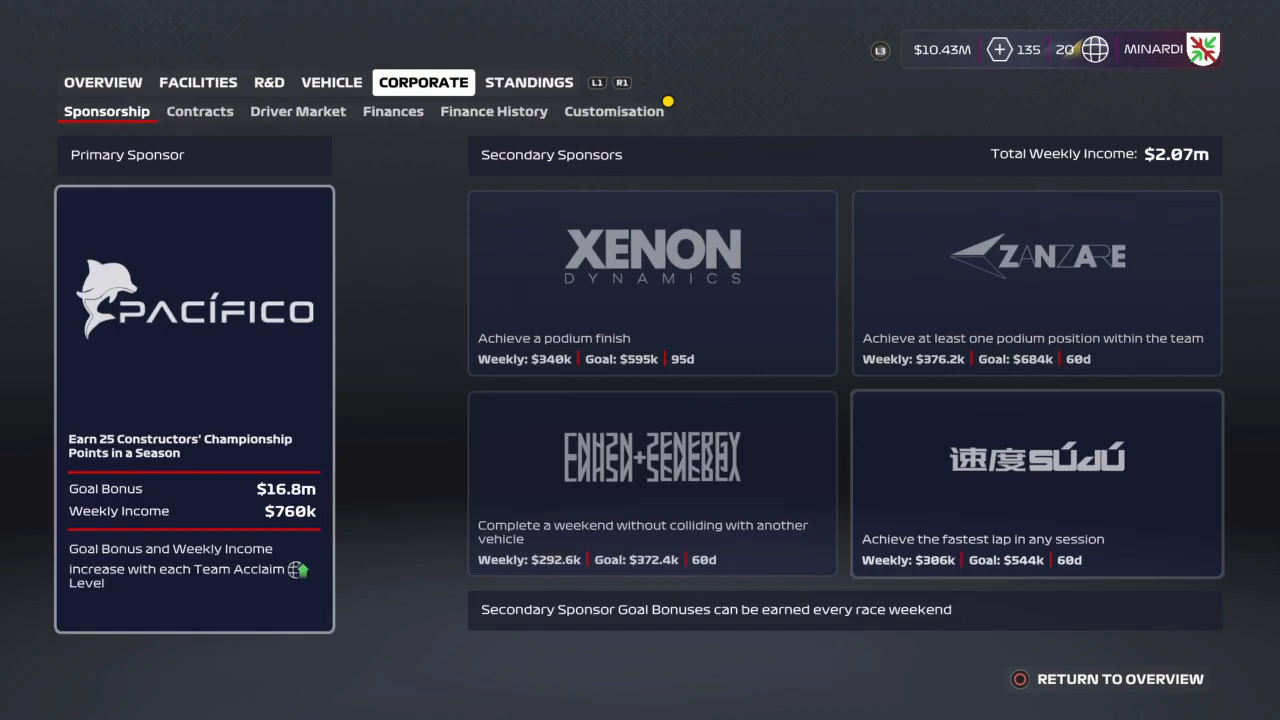 L3
$10.43M
135
20
MINARDI
OVERVIEW FACILITIES R&D VEHICLE CORPORATE STANDINGS L1 R1
Sponsorship Contracts Driver Market Finances Finance History Customisation
Primary Sponsor
PACÍFICO
Earn 25 Constructors' Championship
Points in a Season
Goal Bonus $16.8m
Weekly Income $760k
Goal Bonus and Weekly Income
increase with each Team Acclaim
Level
Secondary Sponsors
Total Weekly Income: $2.07m
XENON
DYNAMICS
Achieve a podium finish
Weekly: $340k Goal: $595k 95d
ZANZARE
Achieve at least one podium position within the team
Weekly: $376.2k Goal: $684k 60d
Complete a weekend without colliding with another
vehicle
Weekly: $292.6k Goal: $372.4k 60d
速度SÚJÚ
Achieve the fastest lap in any session
Weekly: $306k Goal: $544k 60d
Secondary Sponsor Goal Bonuses can be earned every race weekend
RETURN TO OVERVIEW